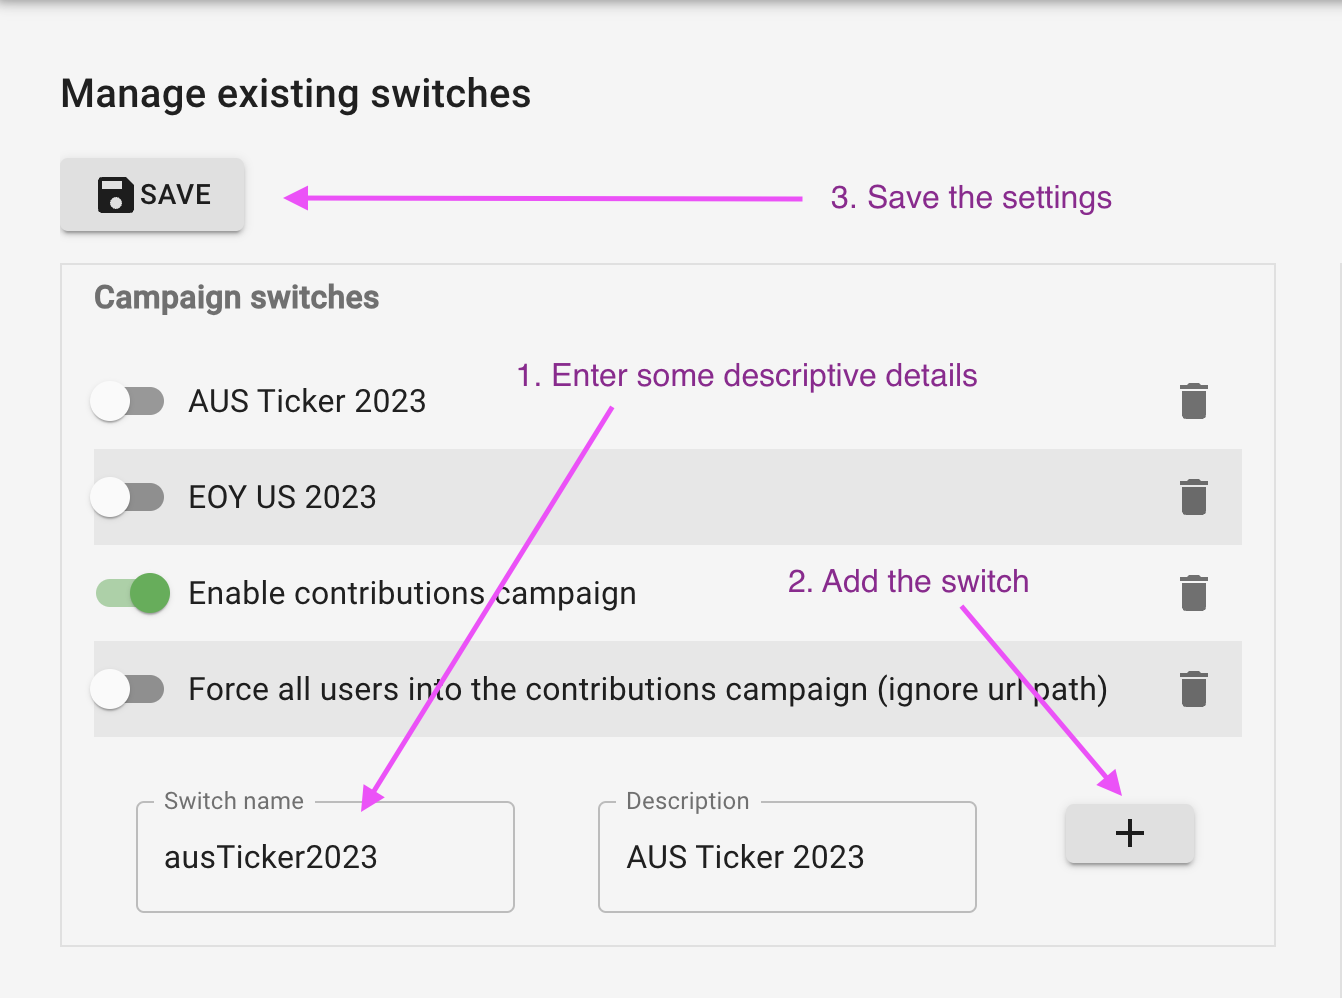 Manage existing switches
SAVE
3. Save the settings
Campaign switches
1. Enter some descriptive details
AUS Ticker 2023
EOY US 2023
2. Add the switch
Enable contributions campaign
Force all users into the contributions campaign (ignore url path)
Switch name
Description
ausTicker2023
AUS Ticker 2023
+